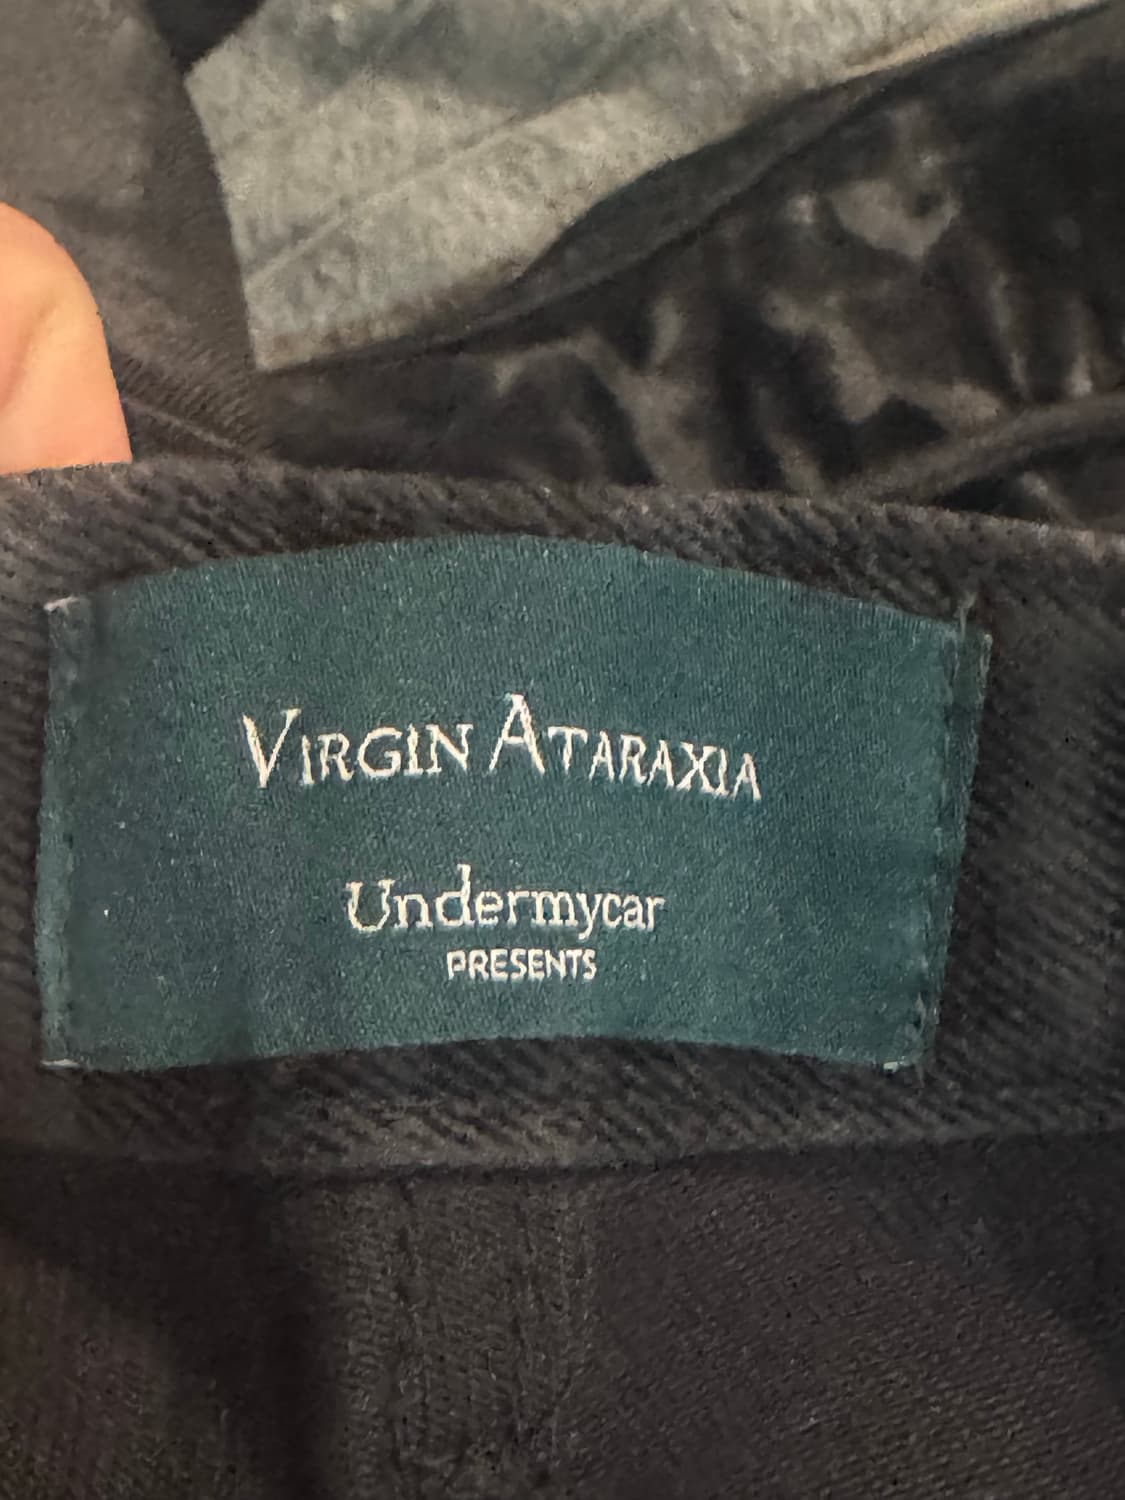 VIRGIN ATARAXIA
Undermycar
PRESENTS